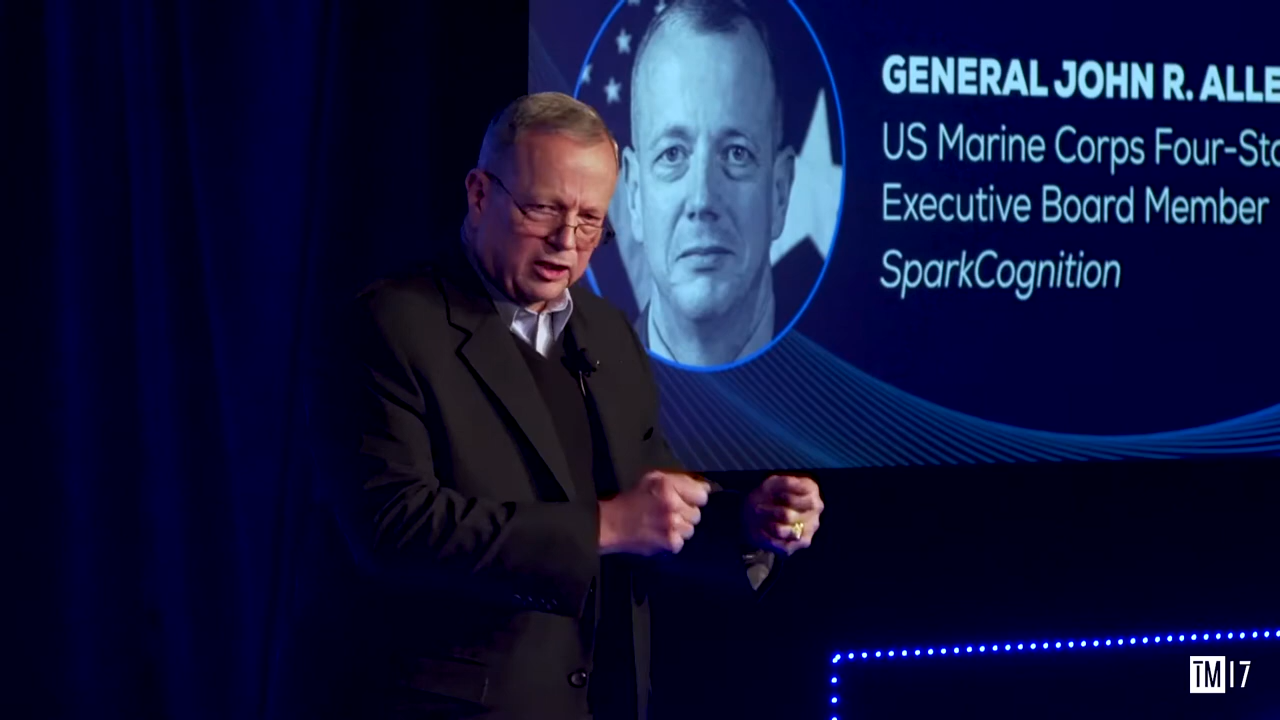 GENERAL JOHN R. ALLE
US Marine Corps Four-Sta
Executive Board Member
SparkCognition
TM17